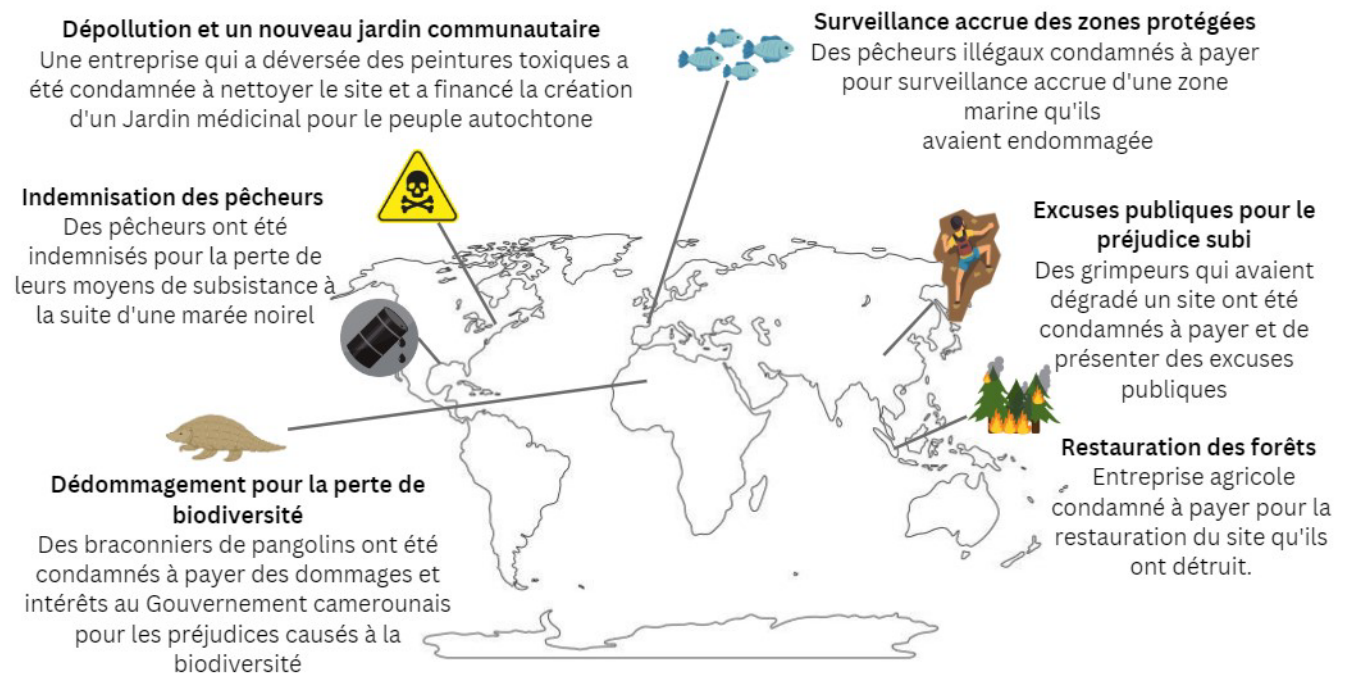 Dépollution et un nouveau jardin communautaire
Une entreprise qui a déversée des peintures toxiques a
été condamnée à nettoyer le site et a financé la création
d'un Jardin médicinal pour le peuple autochtone
Surveillance accrue des zones protégées
Des pêcheurs illégaux condamnés à payer
pour surveillance accrue d'une zone
marine qu'ils
avaient endommagée
Indemnisation des pêcheurs
Des pêcheurs ont été
indemnisés pour la perte de
leurs moyens de subsistance à
la suite d'une marée noirel
Excuses publiques pour le
préjudice subi
Des grimpeurs qui avaient
dégradé un site ont été
condamnés à payer et de
présenter des excuses
publiques
Dédommagement pour la perte de
biodiversité
Des braconniers de pangolins ont été
condamnés à payer des dommages et
intérêts au Gouvernement camerounais
pour les préjudices causés à la
biodiversité
Restauration des forêts
Entreprise agricole
condamné à payer pour la
restauration du site qu'ils
ont détruit.